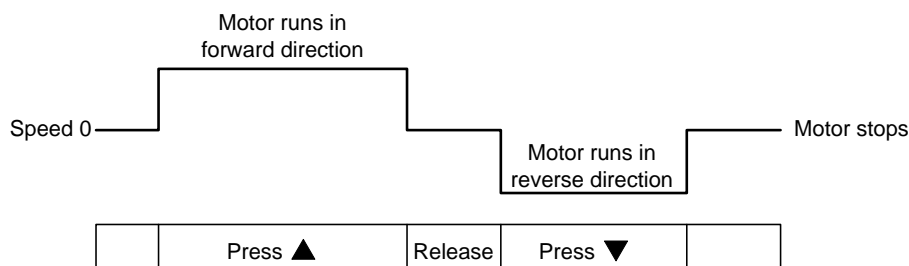 Motor runs in
forward direction
Speed 0
Motor stops
Motor runs in
reverse direction
Press ▲
Release
Press ▼